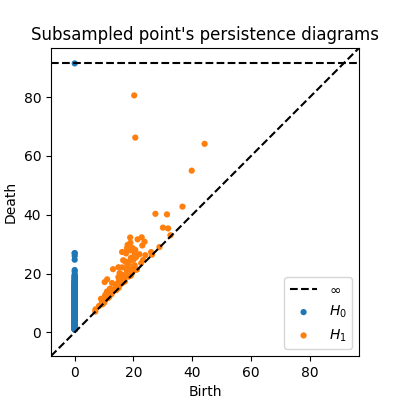 Subsampled point's persistence diagrams
Death
80
60
40
20
0
0 20 40 60 80
Birth
∞
H₀
H₁